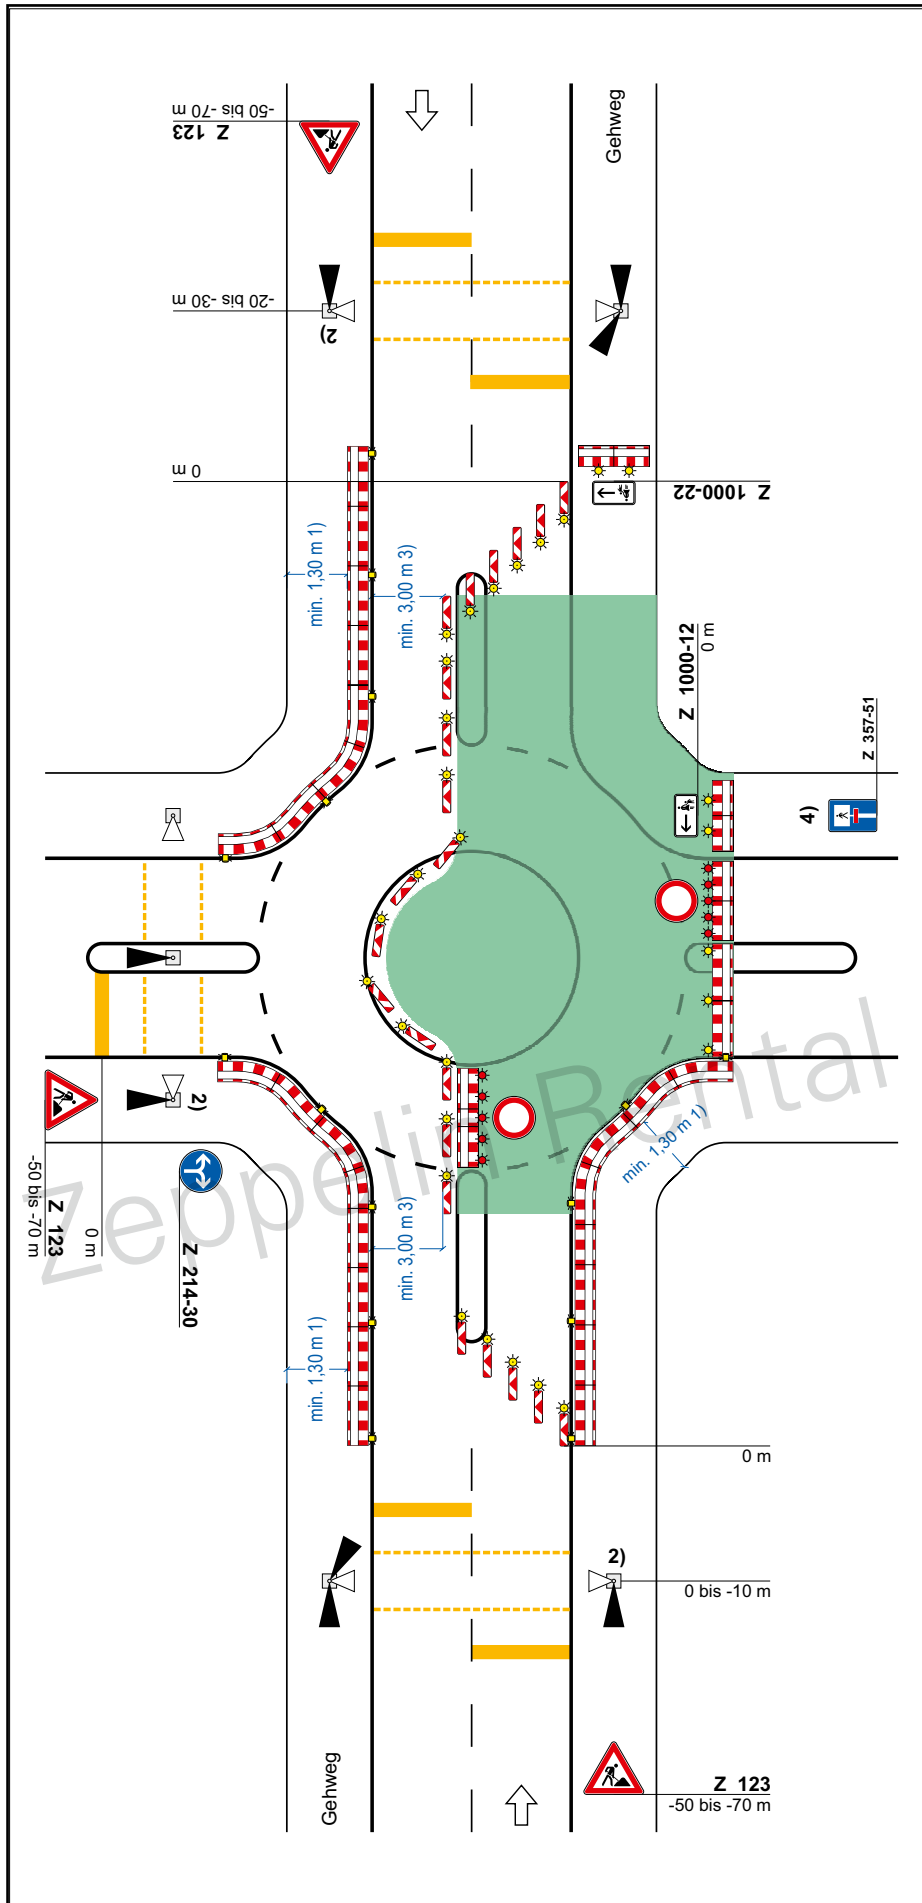 -50 bis -70 m
Z 123
Gehweg
-20 bis -30 m
2)
0 m
Z 1000-22
min. 1,30 m 1)
min. 3,00 m 3)
Z 1000-12
0 m
Z 357-51
4)
Zeppelin Rental
2)
Z 123
-50 bis -70 m
0 m
Z 214-30
min. 1,30 m 1)
min. 3,00 m 3)
min. 1,30 m 1)
0 m
2)
0 bis -10 m
Gehweg
Z 123
-50 bis -70 m